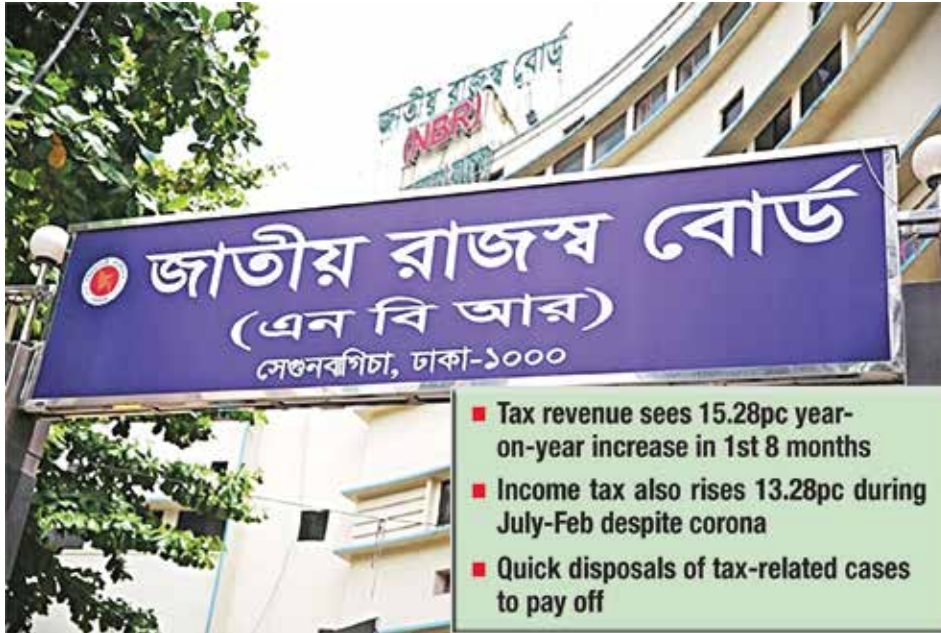 জাতীয় রাজস্ব বোর্ড
(NBR)
জাতীয় রাজস্ব বোর্ড
(এন বি আর)
সেগুনবাগিচা, ঢাকা-১০০০
■ Tax revenue sees 15.28pc year-
on-year increase in 1st 8 months
■ Income tax also rises 13.28pc during
July-Feb despite corona
■ Quick disposals of tax-related cases
to pay off